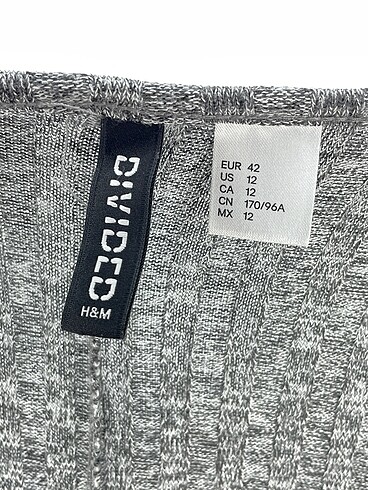 DIVIDED
H&M
EUR 42
US 12
CA 12
CN 170/96A
MX 12